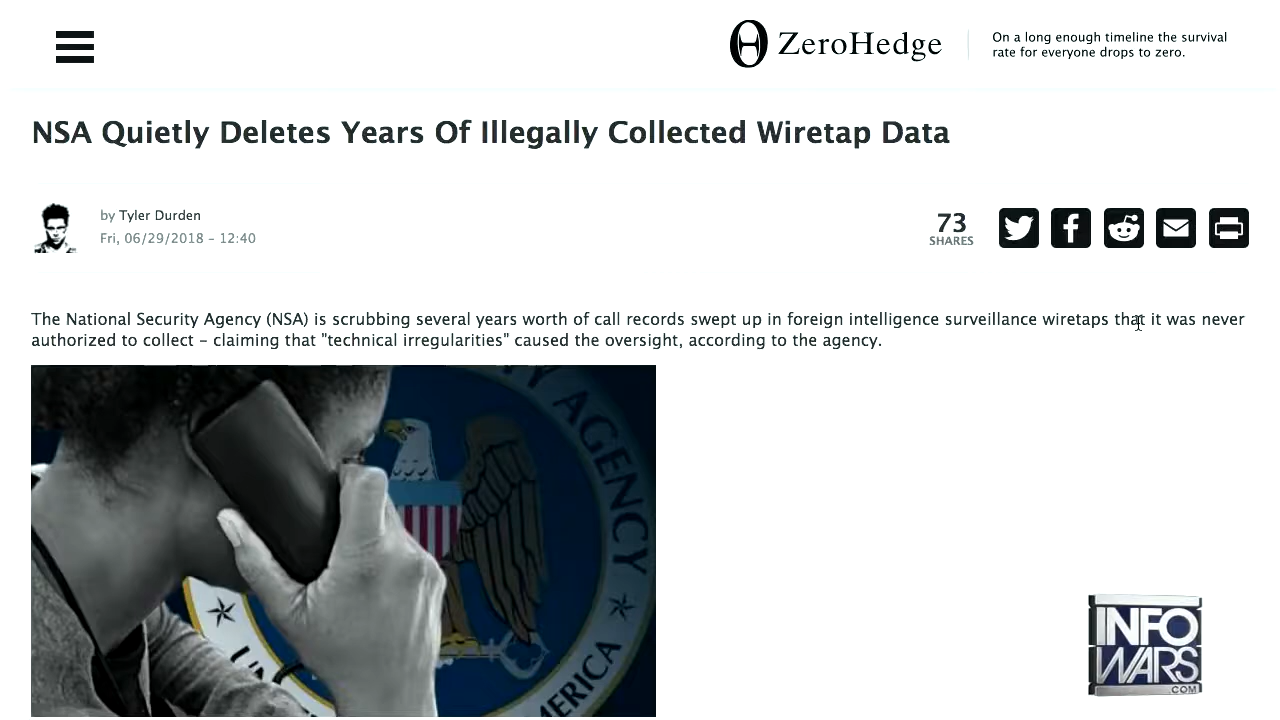 ZeroHedge
On a long enough timeline the survival
rate for everyone drops to zero.
NSA Quietly Deletes Years Of Illegally Collected Wiretap Data
by Tyler Durden
Fri, 06/29/2018 – 12:40
73
SHARES
The National Security Agency (NSA) is scrubbing several years worth of call records swept up in foreign intelligence surveillance wiretaps that it was never
authorized to collect – claiming that "technical irregularities" caused the oversight, according to the agency.
AGENCY
INFO
WARS
.COM